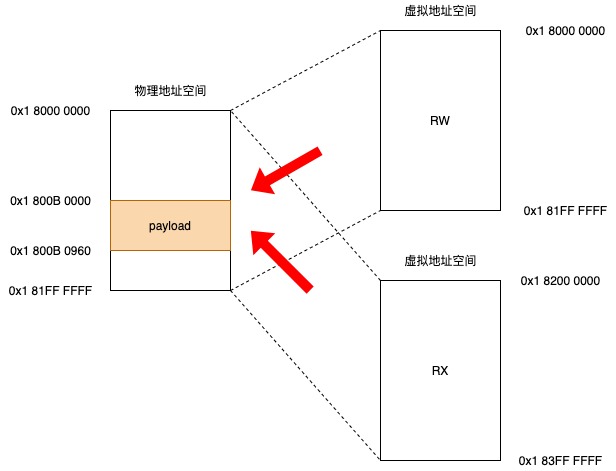 虚拟地址空间
0x1 8000 0000
物理地址空间
0x1 8000 0000
RW
0x1 800B 0000
0x1 81FF FFFF
payload
0x1 800B 0960
虚拟地址空间
0x1 8200 0000
0x1 81FF FFFF
RX
0x1 83FF FFFF